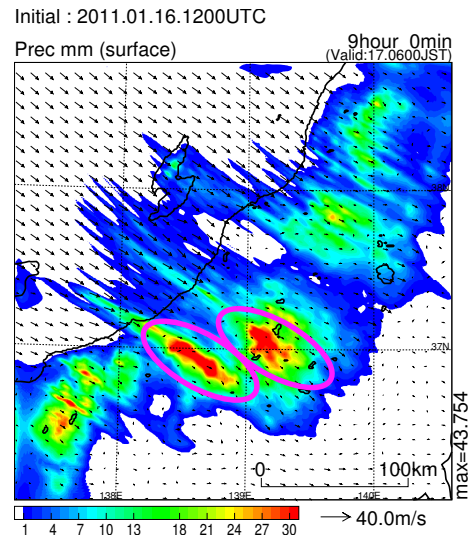 Initial : 2011.01.16.1200UTC
Prec mm (surface)
9hour 0min
(Valid:17.0600JST)
38N
37N
138E
139E
140E
0
100km
max=43.754
1 4 7 10 13 18 21 24 27 30
40.0m/s